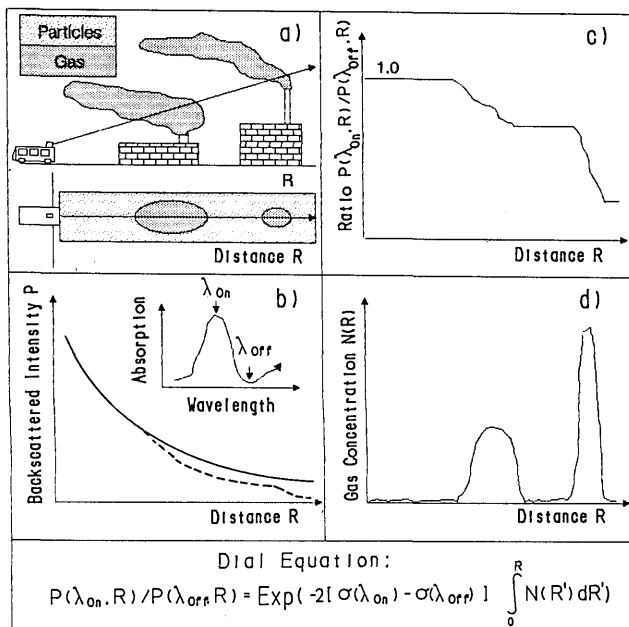 Particles
Gas
a)
R
Distance R
b)
Backscattered Intensity P
Absorption
λOn
λOff
Wavelength
Distance R
c)
Ratio P(λOn,R)/P(λOff,R)
1.0
Distance R
d)
Gas Concentration N(R)
Distance R
Dial Equation:
P(λOn,R)/P(λOff,R) = Exp(-2[σ(λOn)-σ(λOff)] ∫0R N(R')dR')